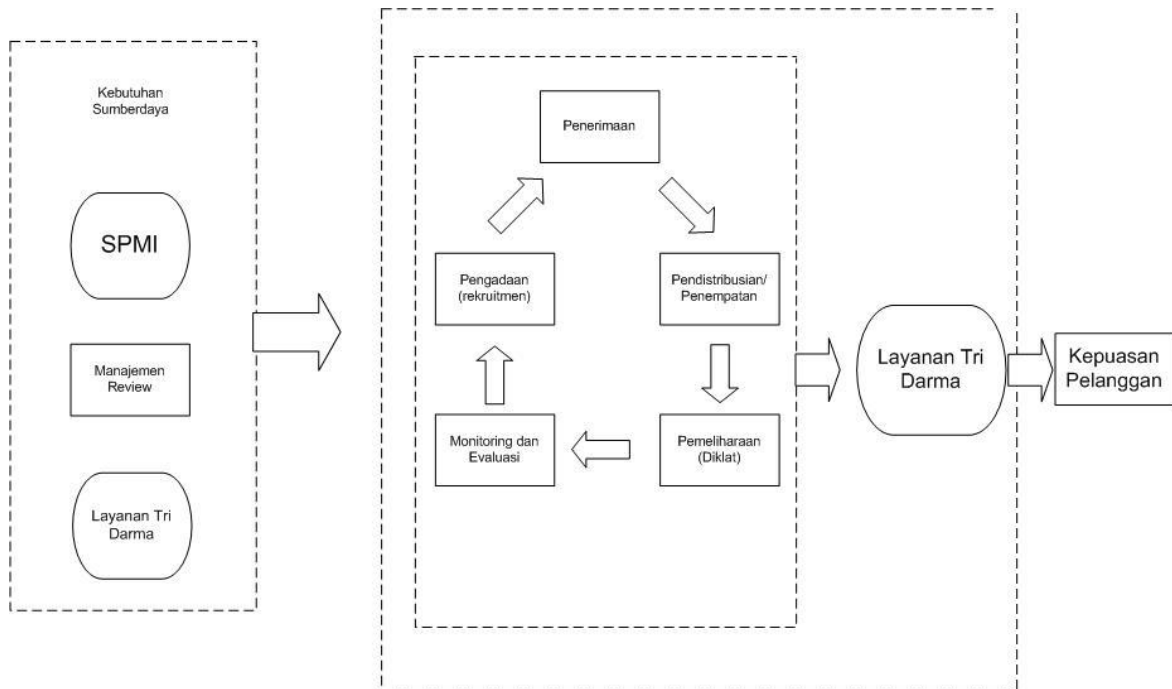 Kebutuhan
Sumberdaya
SPMI
Manajemen
Review
Layanan Tri
Darma
Penerimaan
Pengadaan
(rekruitmen)
Pendistribusian/
Penempatan
Monitoring dan
Evaluasi
Pemeliharaan
(Diklat)
Layanan Tri
Darma
Kepuasan
Pelanggan